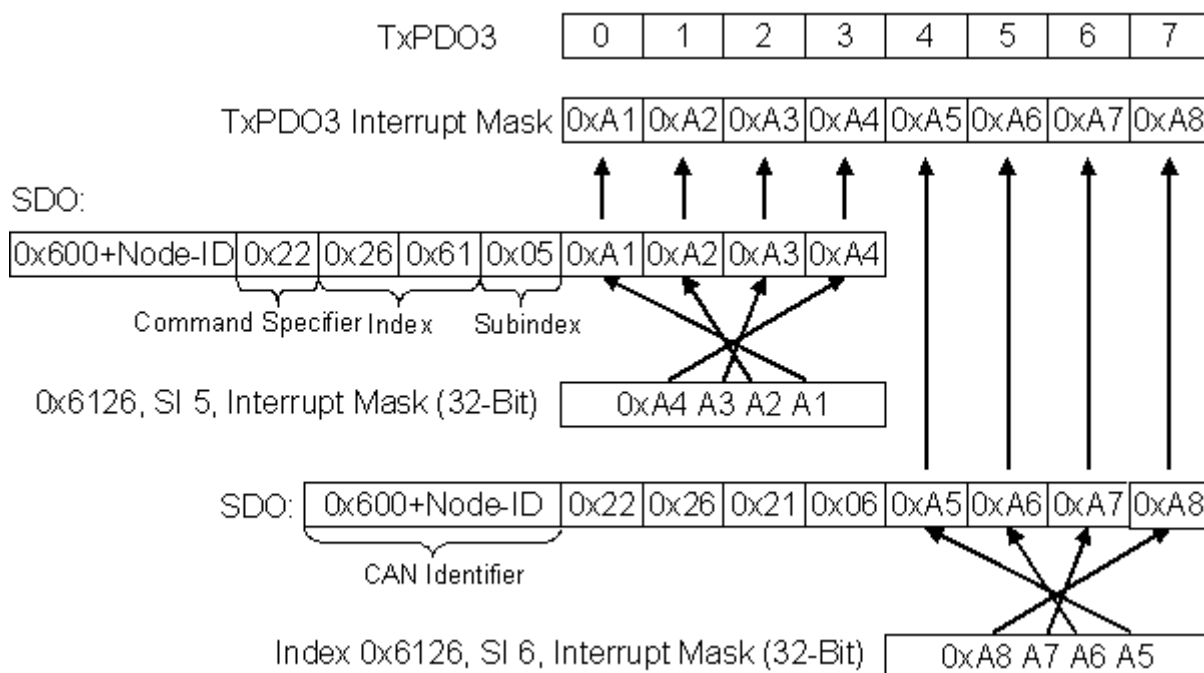 TxPDO3 0 1 2 3 4 5 6 7
TxPDO3 Interrupt Mask 0xA1 0xA2 0xA3 0xA4 0xA5 0xA6 0xA7 0xA8
SDO:
0x600+Node-ID 0x22 0x26 0x61 0x05 0xA1 0xA2 0xA3 0xA4
Command Specifier Index Subindex
0x6126, SI 5, Interrupt Mask (32-Bit) 0xA4 A3 A2 A1
SDO: 0x600+Node-ID 0x22 0x26 0x21 0x06 0xA5 0xA6 0xA7 0xA8
CAN Identifier
Index 0x6126, SI 6, Interrupt Mask (32-Bit) 0xA8 A7 A6 A5